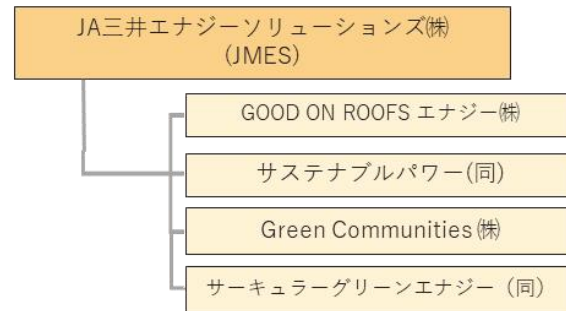 JA三井エナジーソリューションズ㈱
(JMES)
GOOD ON ROOFS エナジー㈱
サステナブルパワー(同)
Green Communities ㈱
サーキュラーグリーンエナジー（同）